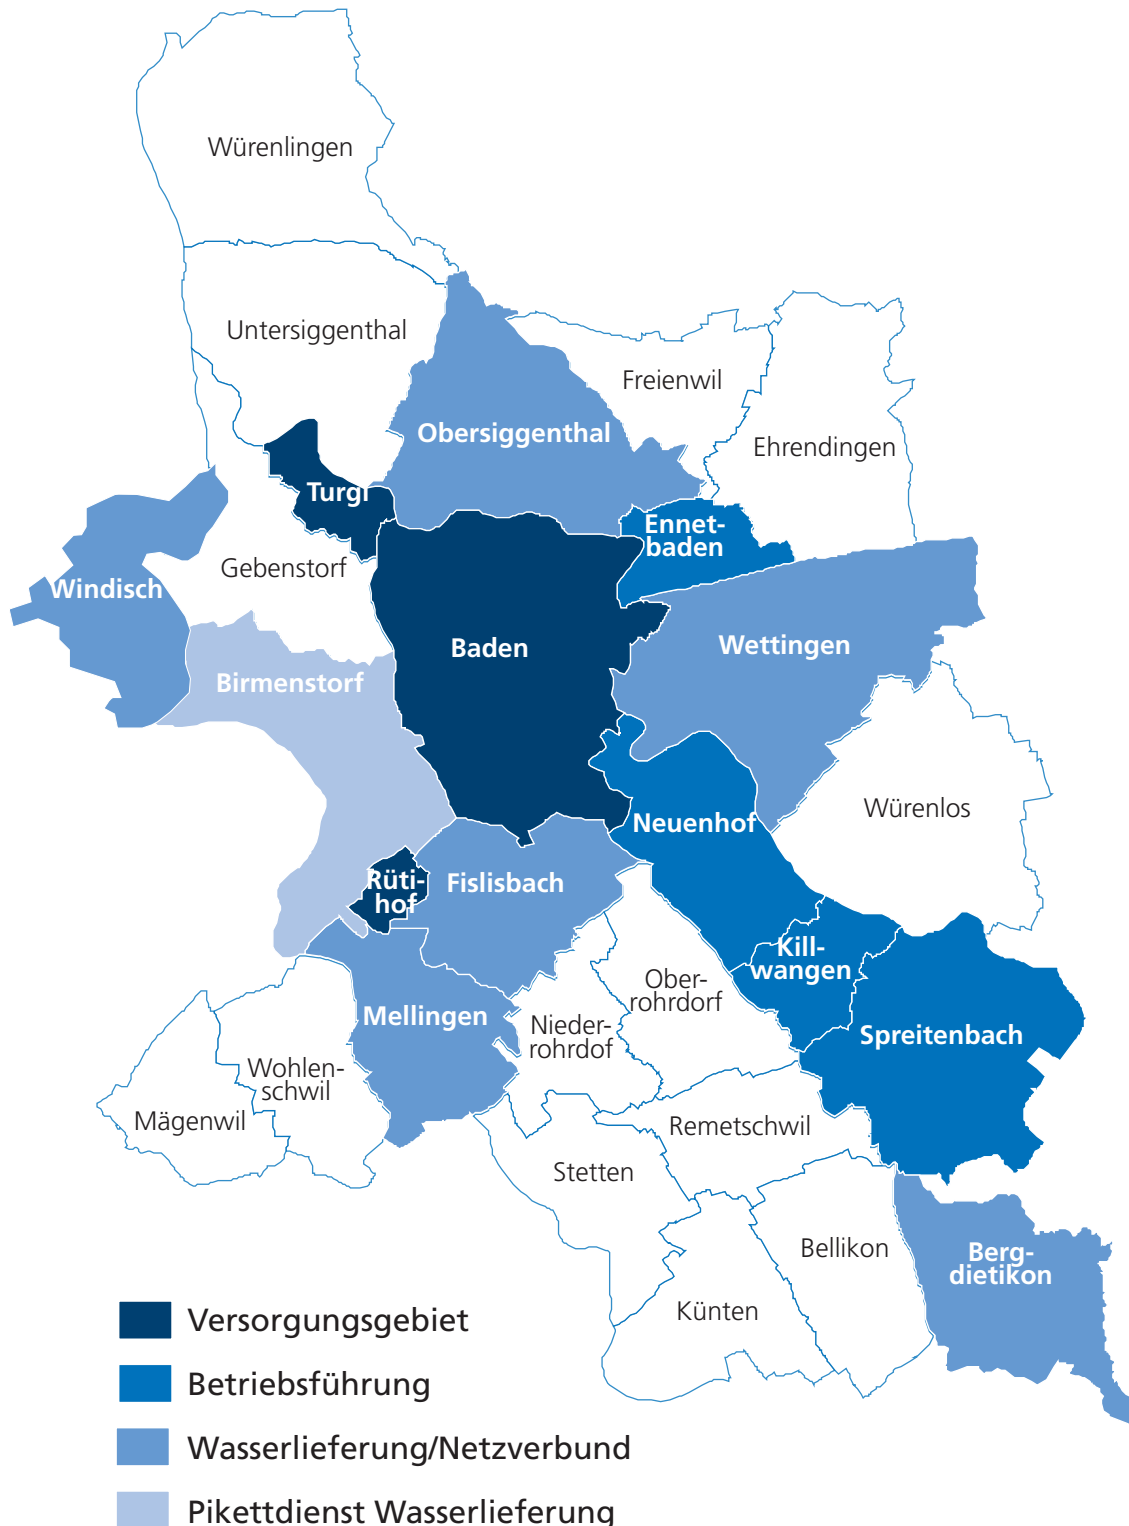 Würenlingen
Untersiggenthal
Freienwil
Obersiggenthal
Ehrendingen
Turgi
Ennet-
baden
Gebenstorf
Windisch
Baden
Wettingen
Birmenstorf
Würenlos
Neuenhof
Rüti-
hof
Fislisbach
Kill-
wangen
Ober-
rohrdorf
Mellingen
Nieder-
rohrdof
Spreitenbach
Wohlen-
schwil
Mägenwil
Remetschwil
Stetten
Bellikon
Berg-
dietikon
Künten
Versorgungsgebiet
Betriebsführung
Wasserlieferung/Netzverbund
Pikettdienst Wasserlieferung